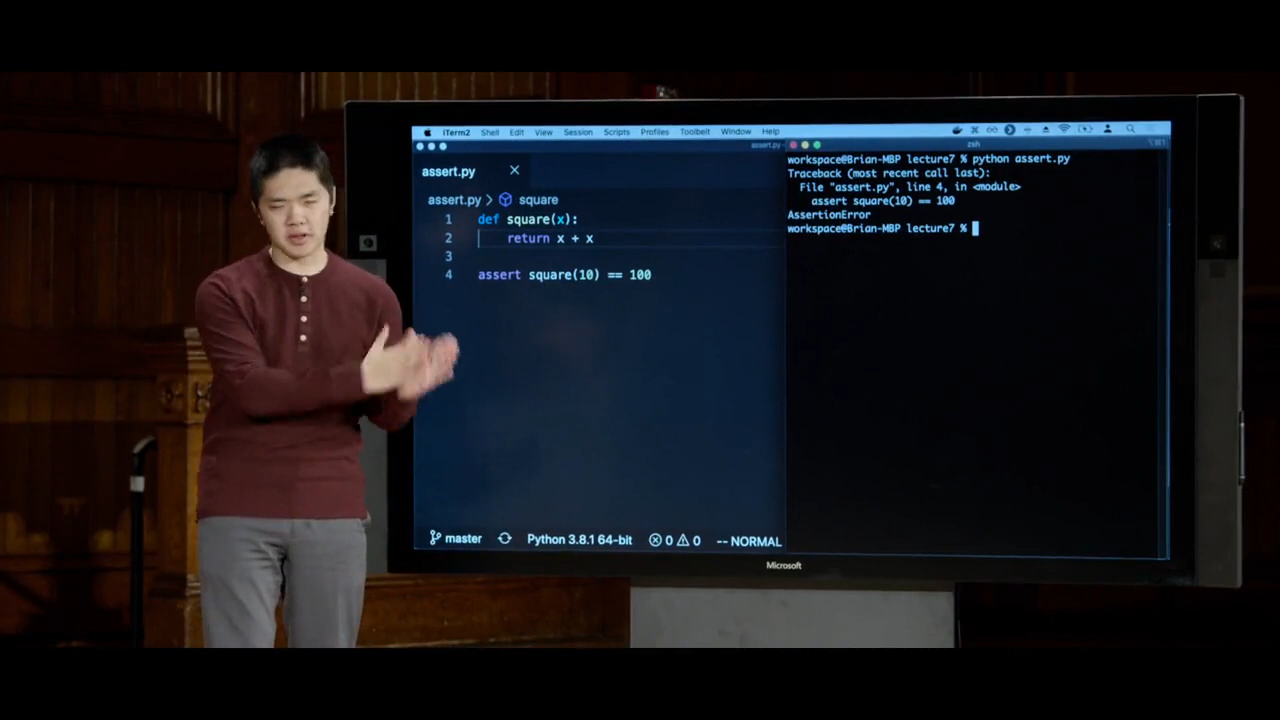 iTerm2 Shell Edit View Session Scripts Profiles Toolbelt Window Help
assert.py
zsh
assert.py
assert.py > square
1 def square(x):
2 return x + x
3
4 assert square(10) == 100
master Python 3.8.1 64-bit 0 0 -- NORMAL
workspace@Brian-MBP lecture7 % python assert.py
Traceback (most recent call last):
File "assert.py", line 4, in <module>
assert square(10) == 100
AssertionError
workspace@Brian-MBP lecture7 %
Microsoft